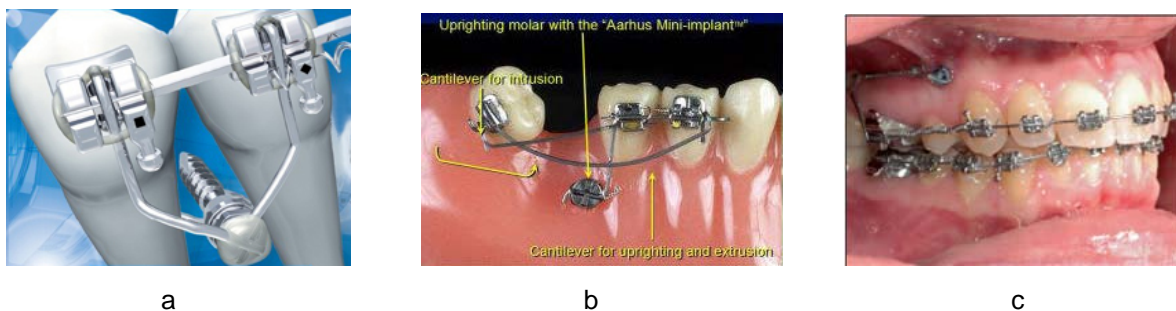 Uprighting molar with the "Aarhus Mini-implant™"
Cantilever for intrusion
Cantilever for uprighting and extrusion
a
b
c